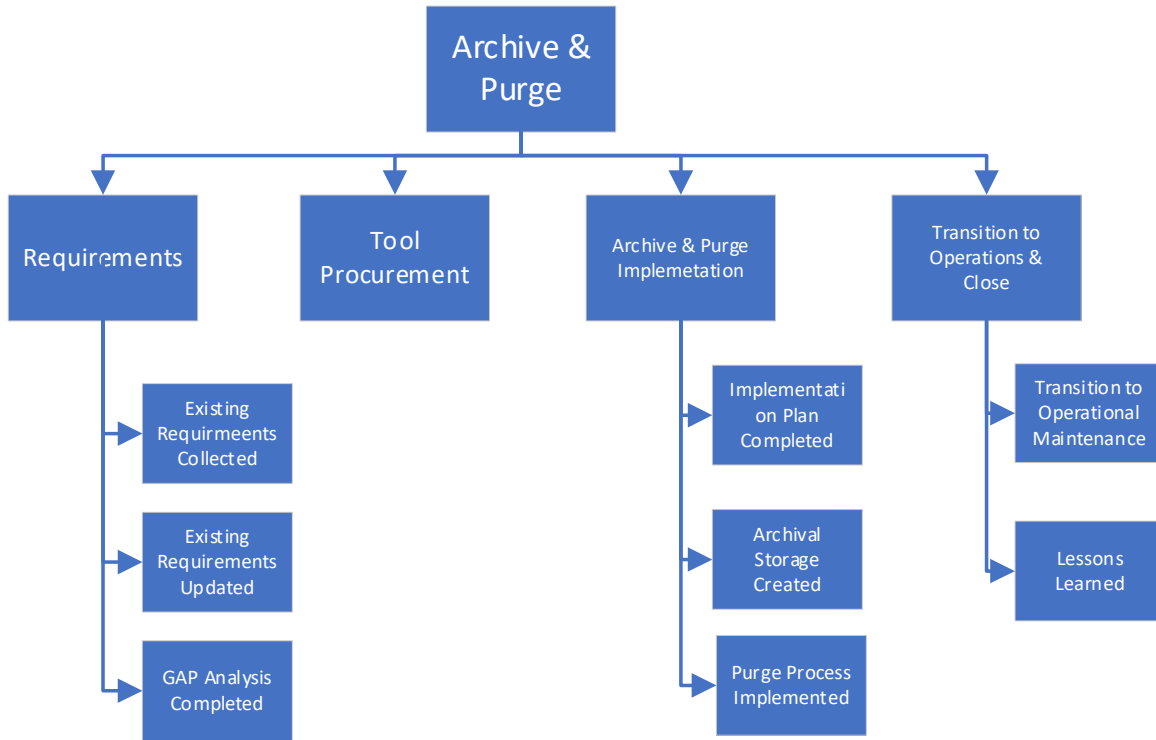 Archive &
Purge
Requirements
Tool
Procurement
Archive & Purge
Implemetation
Transition to
Operations &
Close
Existing
Requirmeents
Collected
Existing
Requirements
Updated
GAP Analysis
Completed
Implementati
on Plan
Completed
Archival
Storage
Created
Purge Process
Implemented
Transition to
Operational
Maintenance
Lessons
Learned